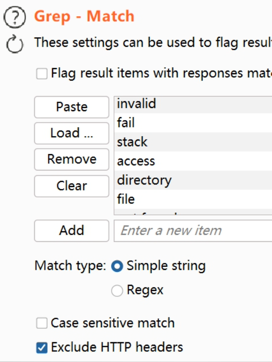 Grep - Match
These settings can be used to flag resul
Flag result items with responses mat
Paste
Load ...
Remove
Clear
invalid
fail
stack
access
directory
file
Add
Enter a new item
Match type:
Simple string
Regex
Case sensitive match
Exclude HTTP headers